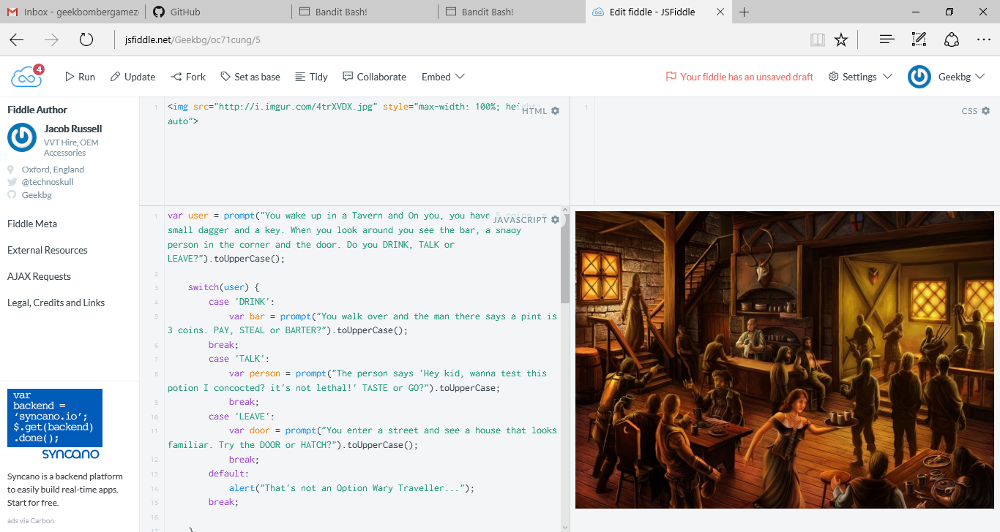 Inbox - geekbombergamez
GitHub
Bandit Bash!
Bandit Bash!
Edit fiddle - JSFiddle
jsfiddle.net/Geekbg/oc71cung/5
4
Run
Update
Fork
Set as base
Tidy
Collaborate
Embed
Your fiddle has an unsaved draft
Settings
Geekbg
Fiddle Author
Jacob Russell
VVT Hire, OEM
Accessories
Oxford, England
@technoskull
Geekbg
Fiddle Meta
External Resources
AJAX Requests
Legal, Credits and Links
var
backend =
'syncano.io';
$.get(backend)
.done();
syncano
Syncano is a backend platform
to easily build real-time apps.
Start for free.
ads via Carbon
HTML
1 <img src="http://i.imgur.com/4trXVDX.jpg" style="max-width: 100%; height:
auto">
CSS
1
JAVASCRIPT
1 var user = prompt("You wake up in a Tavern and On you, you have 5 coins, a
small dagger and a key. When you look around you see the bar, a shady
person in the corner and the door. Do you DRINK, TALK or
LEAVE?").toUpperCase();
2
3 switch(user) {
4 case 'DRINK':
5 var bar = prompt("You walk over and the man there says a pint is
3 coins. PAY, STEAL or BARTER?").toUpperCase();
6 break;
7 case 'TALK':
8 var person = prompt("The person says 'Hey kid, wanna test this
potion I concocted? it's not lethal!' TASTE or GO?").toUpperCase;
9 break;
10 case 'LEAVE':
11 var door = prompt("You enter a street and see a house that looks
familiar. Try the DOOR or HATCH?").toUpperCase();
12 break;
13 default:
14 alert("That's not an Option Wary Traveller...");
15 break;
16
17 }